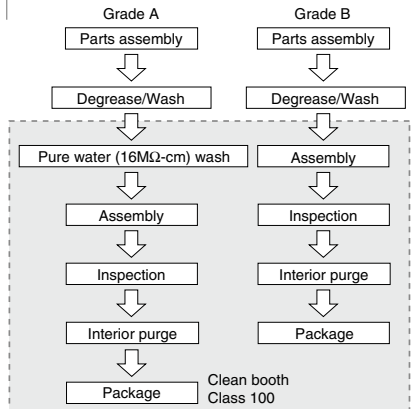 Grade A
Parts assembly
Degrease/Wash
Pure water (16MΩ-cm) wash
Assembly
Inspection
Interior purge
Package
Clean booth
Class 100
Grade B
Parts assembly
Degrease/Wash
Assembly
Inspection
Interior purge
Package